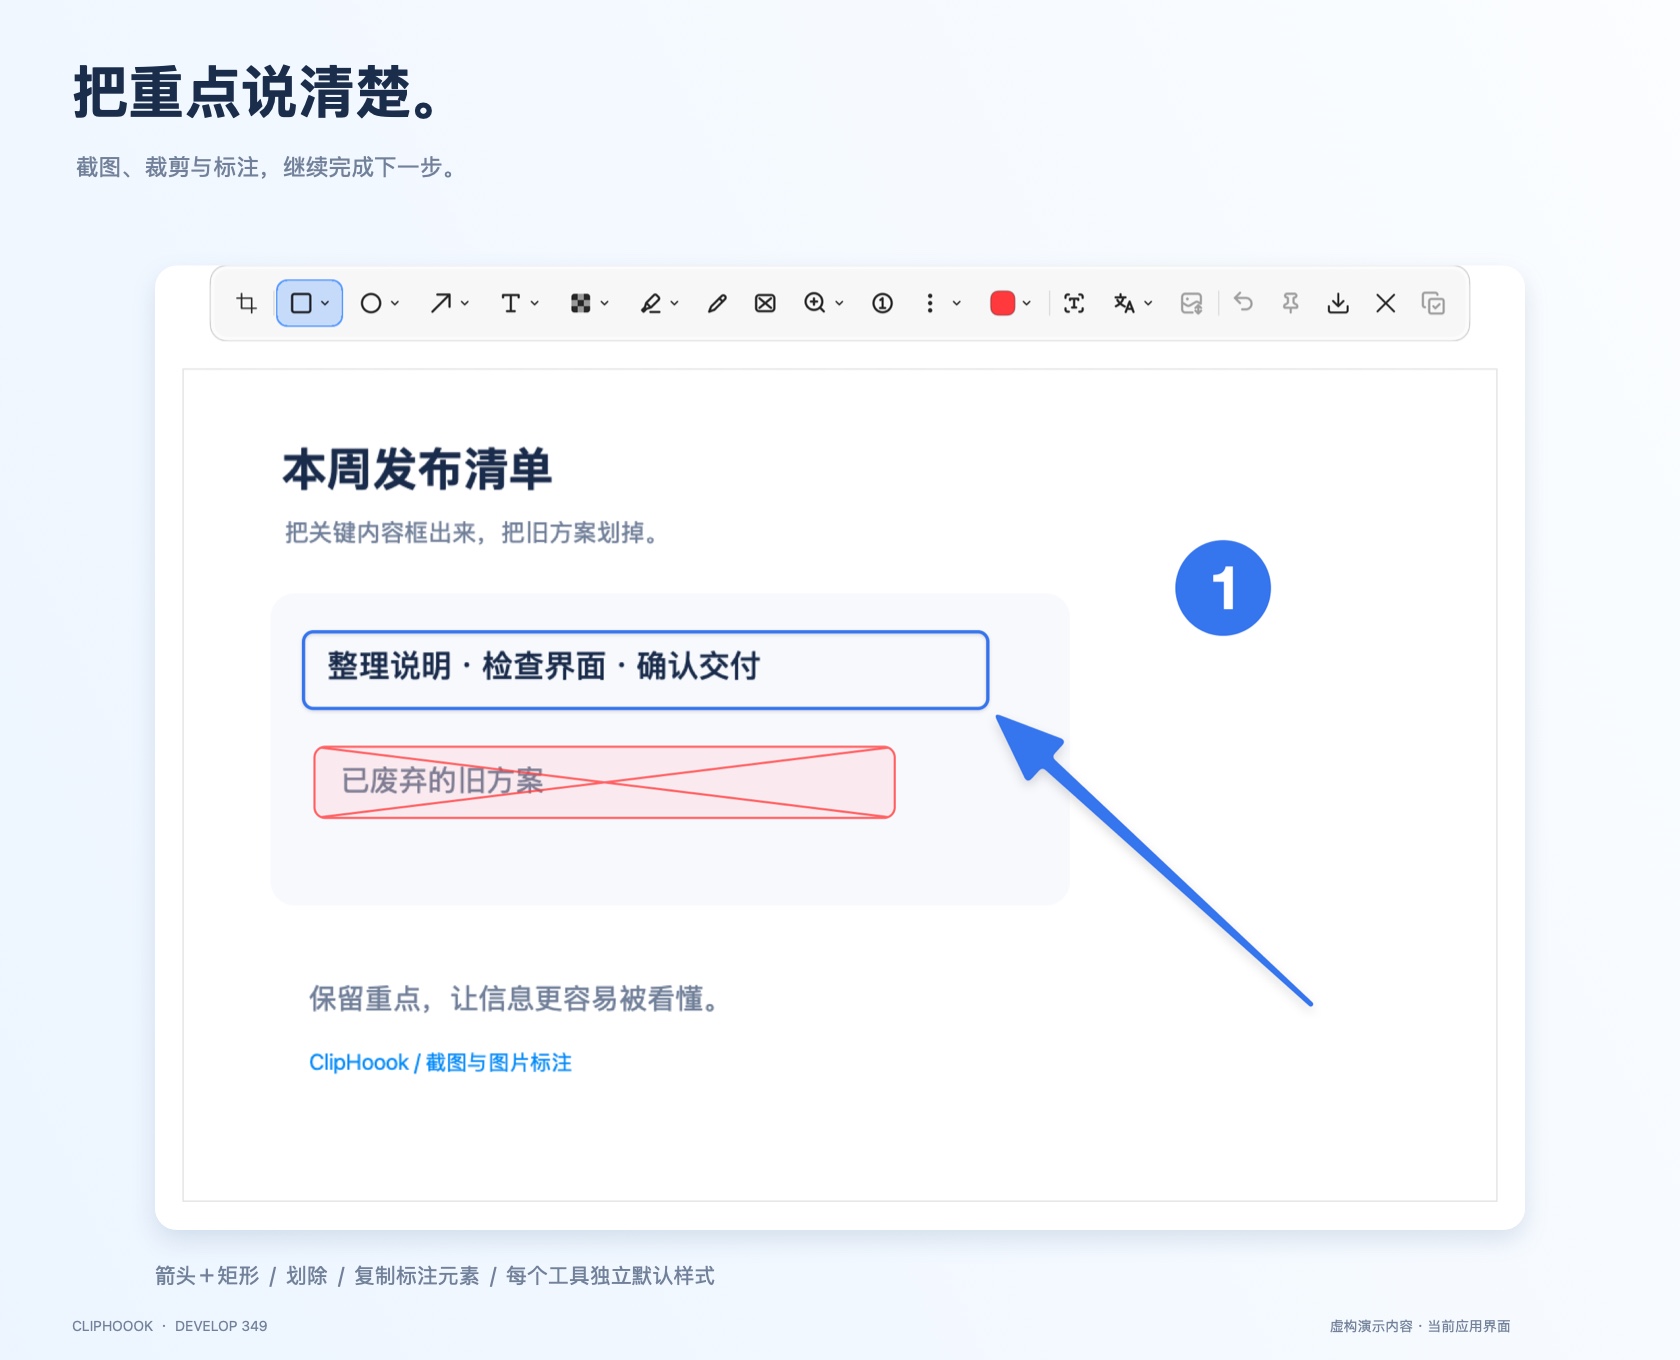 把重点说清楚。
截图、裁剪与标注，继续完成下一步。
本周发布清单
把关键内容框出来，把旧方案划掉。
1
整理说明 · 检查界面 · 确认交付
已废弃的旧方案
保留重点，让信息更容易被看懂。
ClipHoook / 截图与图片标注
箭头＋矩形 / 划除 / 复制标注元素 / 每个工具独立默认样式
CLIPHOOOK · DEVELOP 349
虚构演示内容 · 当前应用界面